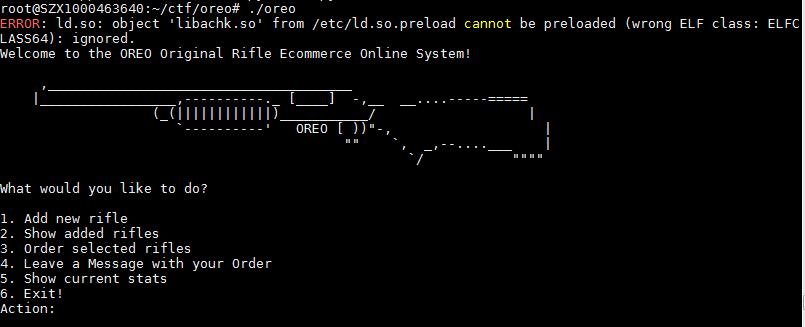 root@SZX1000463640:~/ctf/oreo# ./oreo
ERROR: ld.so: object 'libachk.so' from /etc/ld.so.preload cannot be preloaded (wrong ELF class: ELFC
LASS64): ignored.
Welcome to the OREO Original Rifle Ecommerce Online System!
     ,______________________________________
    |_________________,----------._ [____]  -,__  __....-----=====
                   (_(||||||||||||)___________/                   |
                      `----------'   OREO [ ))"-,                   |
                                           ""    `,  _,--....___    |
                                                   `/           """"
What would you like to do?
1. Add new rifle
2. Show added rifles
3. Order selected rifles
4. Leave a Message with your Order
5. Show current stats
6. Exit!
Action: